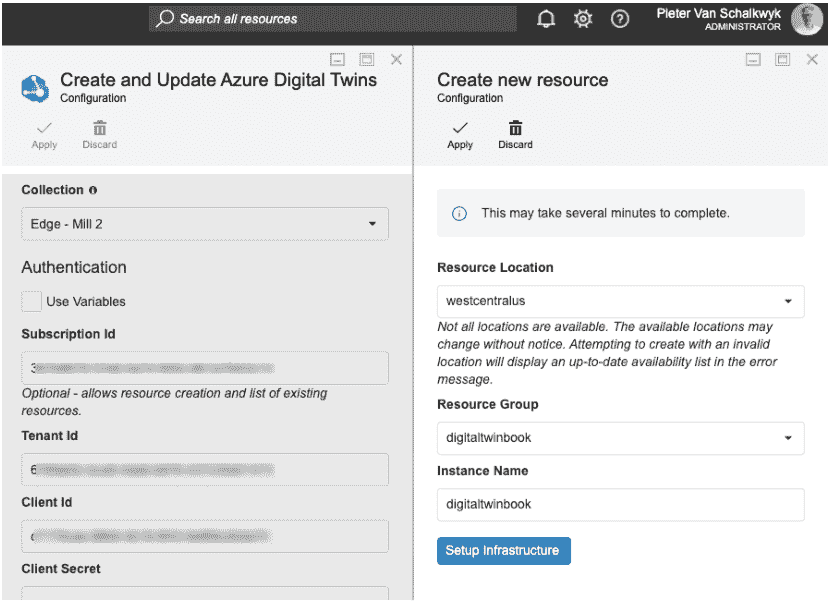 Search all resources
Pieter Van Schalkwyk
ADMINISTRATOR
Create and Update Azure Digital Twins
Configuration
Apply
Discard
Collection
Edge - Mill 2
Authentication
Use Variables
Subscription Id
3
Optional - allows resource creation and list of existing
resources.
Tenant Id
6
Client Id
Client Secret
Create new resource
Configuration
Apply
Discard
This may take several minutes to complete.
Resource Location
westcentralus
Not all locations are available. The available locations may
change without notice. Attempting to create with an invalid
location will display an up-to-date availability list in the error
message.
Resource Group
digitaltwinbook
Instance Name
digitaltwinbook
Setup Infrastructure